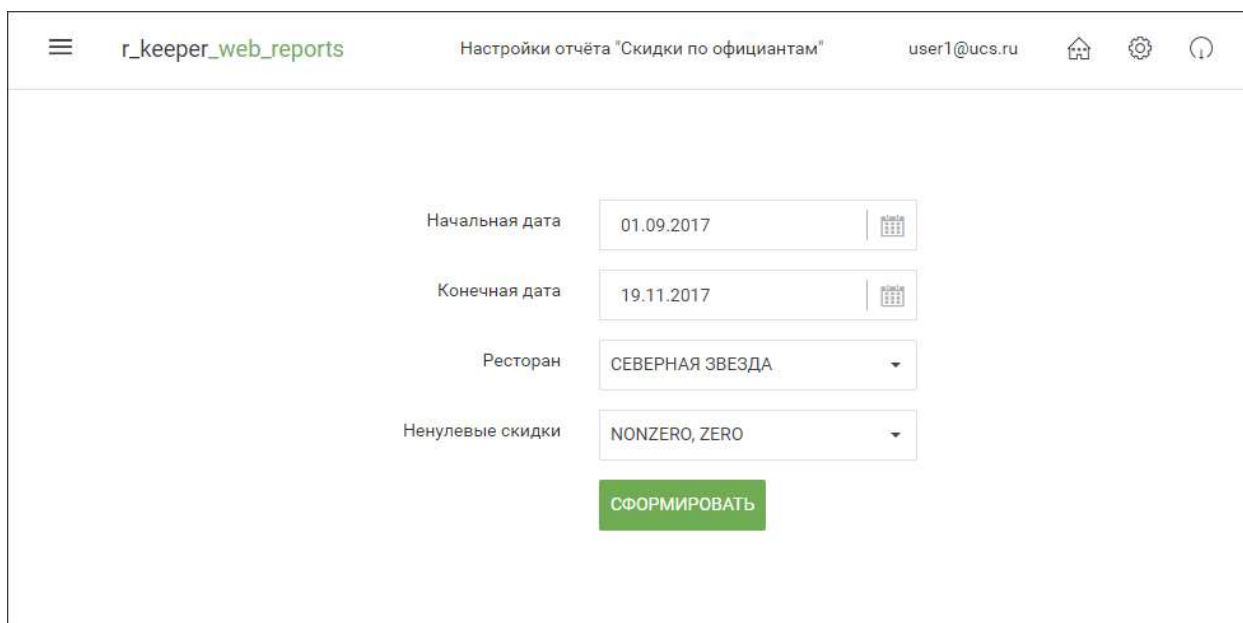 r_keeper_web_reports Настройки отчёта "Скидки по официантам" user1@ucs.ru
Начальная дата 01.09.2017
Конечная дата 19.11.2017
Ресторан СЕВЕРНАЯ ЗВЕЗДА
Ненулевые скидки NONZERO, ZERO
СФОРМИРОВАТЬ